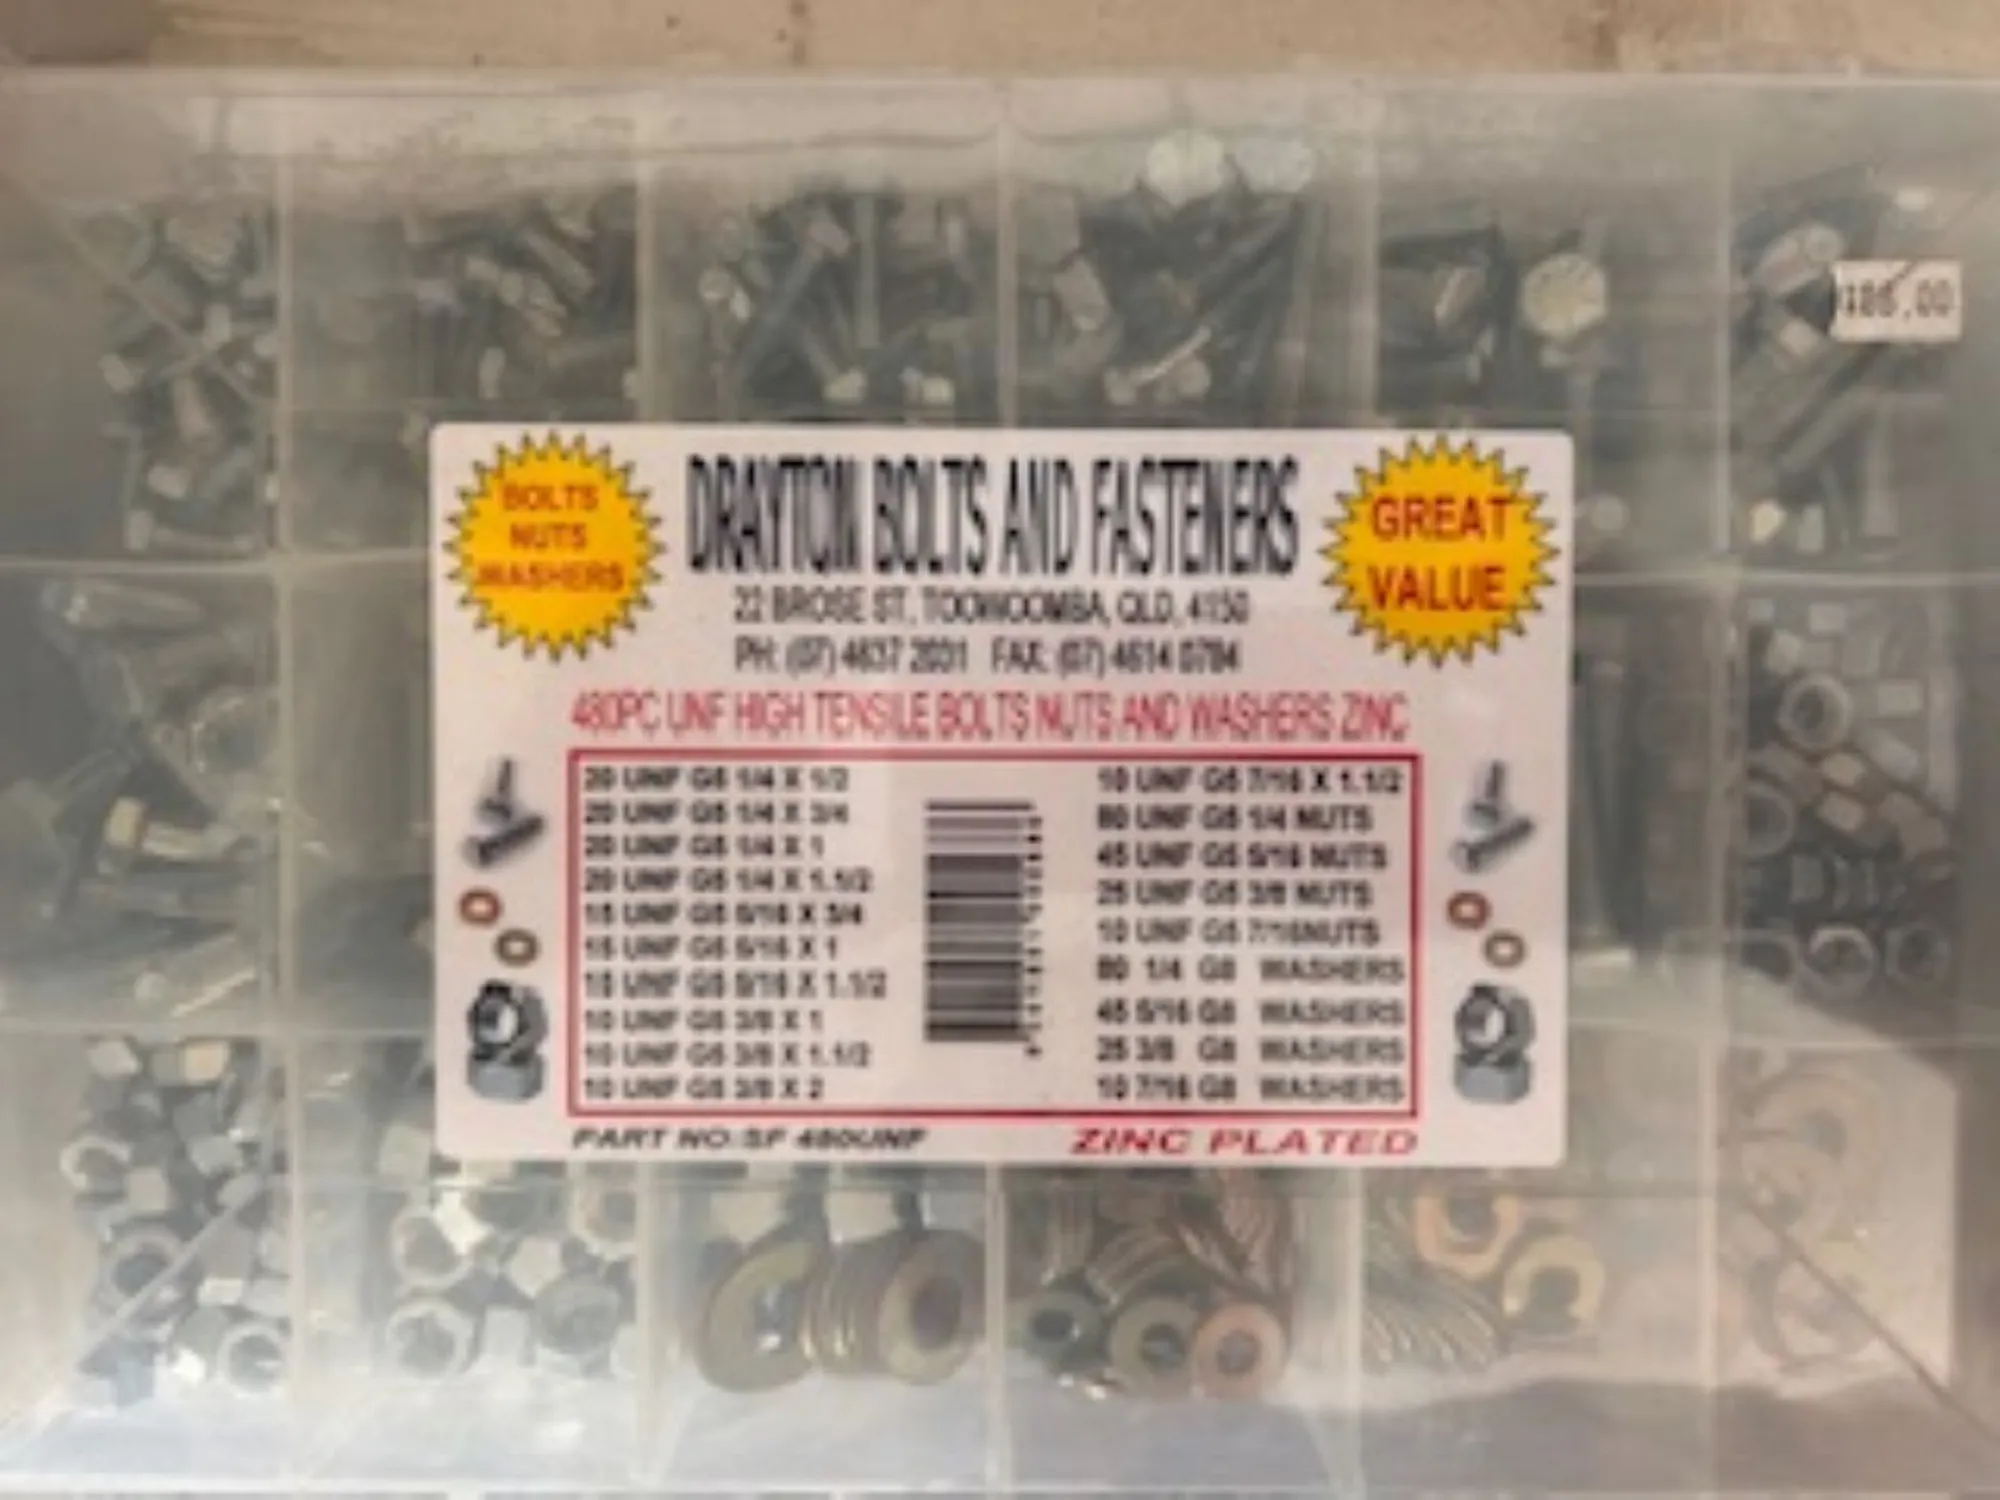 BOLTS
NUTS
WASHERS
DRAYTON BOLTS AND FASTENERS
22 BROSE ST, TOOWOOMBA, QLD, 4150
PH: (07) 4637 2031 FAX: (07) 4614 0784
GREAT
VALUE
480PC UNF HIGH TENSILE BOLTS NUTS AND WASHERS ZINC
20 UNF G5 1/4 X 1/2
20 UNF G5 1/4 X 3/4
20 UNF G5 1/4 X 1
20 UNF G5 1/4 X 1.1/2
15 UNF G5 5/16 X 3/4
15 UNF G5 5/16 X 1
15 UNF G5 5/16 X 1.1/2
10 UNF G5 3/8 X 1
10 UNF G5 3/8 X 1.1/2
10 UNF G5 3/8 X 2
10 UNF G5 7/16 X 1.1/2
80 UNF G5 1/4 NUTS
45 UNF G5 5/16 NUTS
25 UNF G5 3/8 NUTS
10 UNF G5 7/16NUTS
80 1/4 G8 WASHERS
45 5/16 G8 WASHERS
25 3/8 G8 WASHERS
10 7/16 G8 WASHERS
PART NO:SF 480UNF
ZINC PLATED